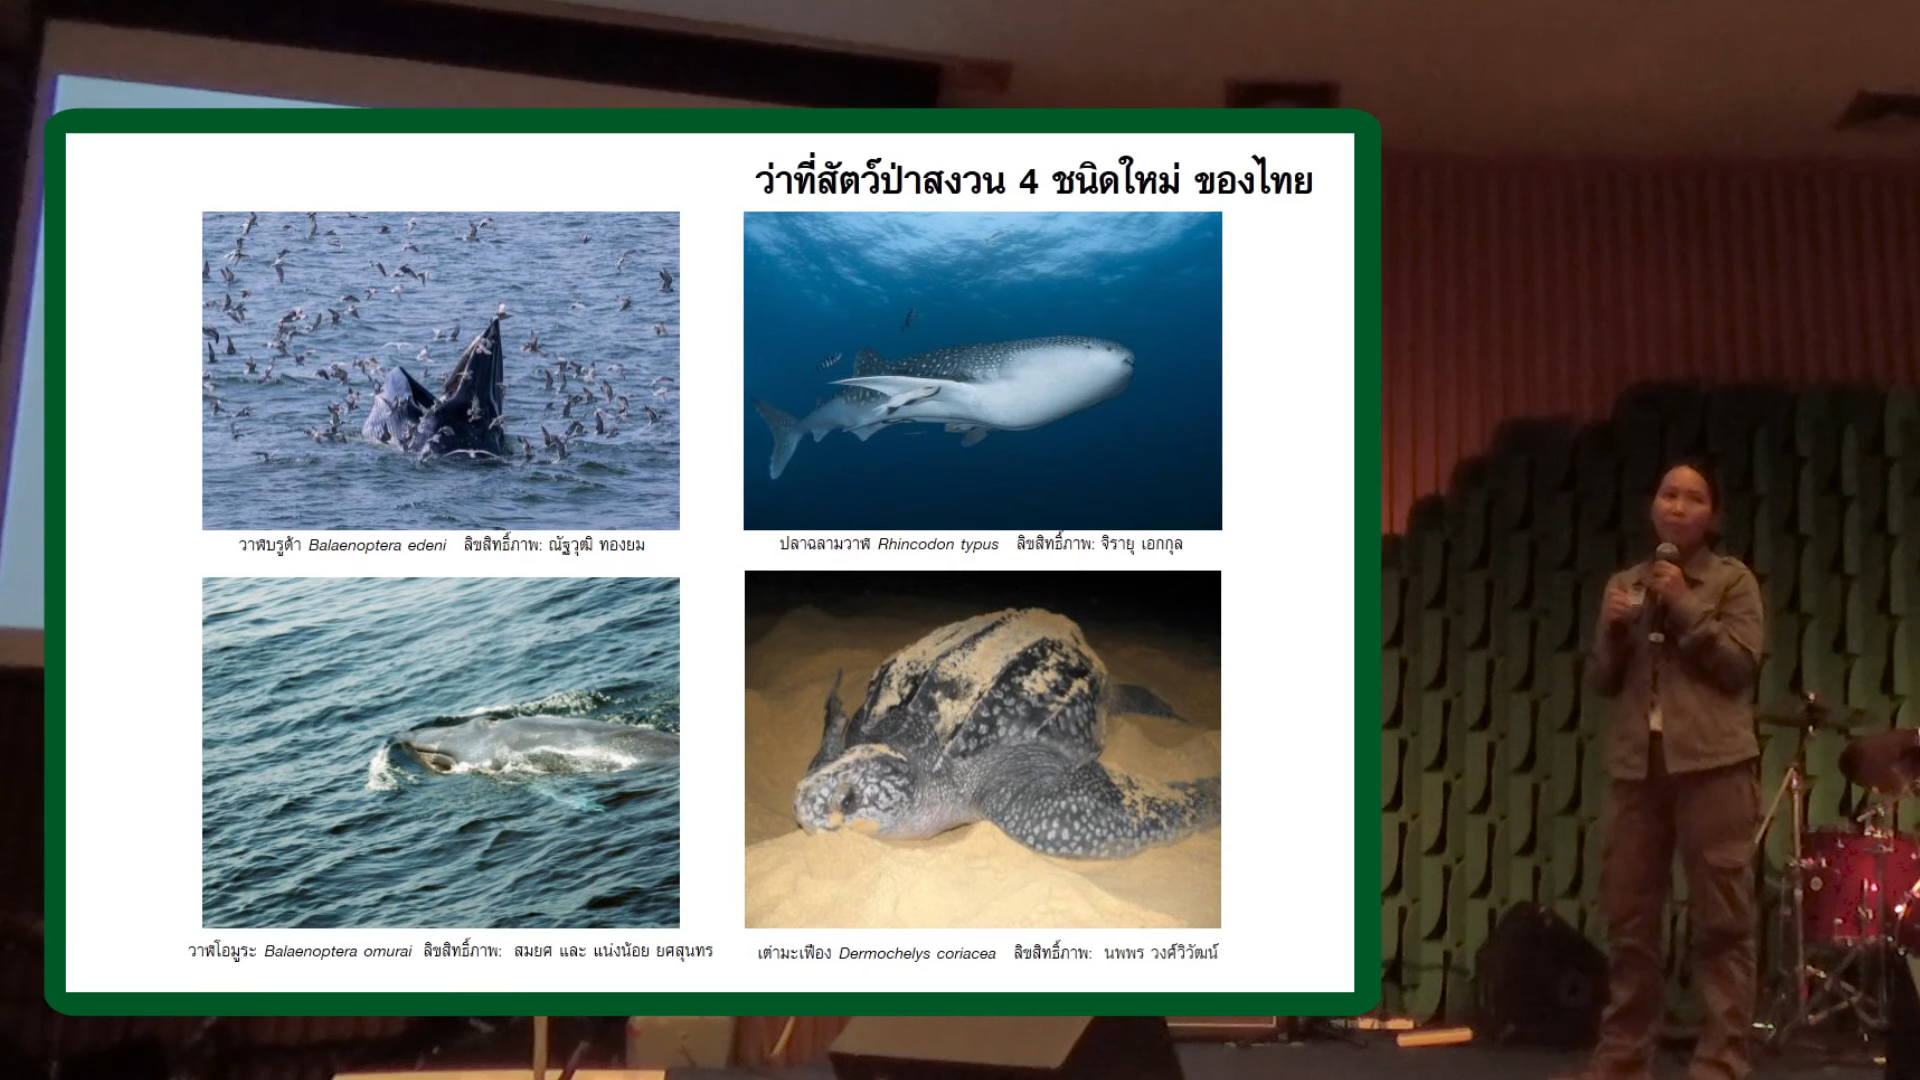 ว่าที่สัตว์ป่าสงวน 4 ชนิดใหม่ ของไทย
วาฬบรูด้า Balaenoptera edeni ลิขสิทธิ์ภาพ: ณัฐวุฒิ ทองยม
ปลาฉลามวาฬ Rhincodon typus ลิขสิทธิ์ภาพ: จิรายุ เอกกุล
วาฬโอมูระ Balaenoptera omurai ลิขสิทธิ์ภาพ: สมยศ และ แน่งน้อย ยศสุนทร
เต่ามะเฟือง Dermochelys coriacea ลิขสิทธิ์ภาพ: นพพร วงศ์วิวัฒน์